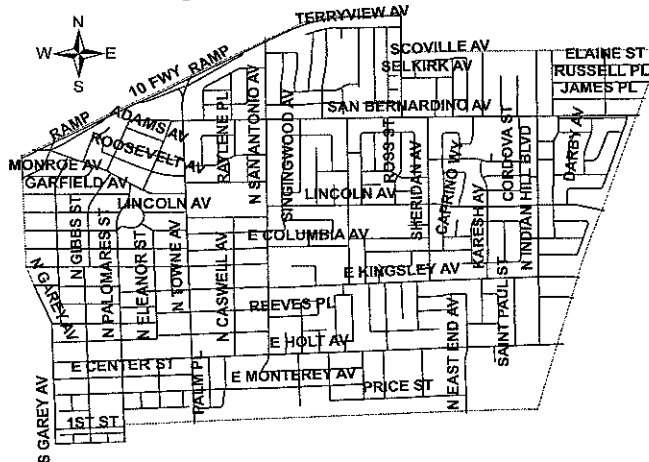 TERRYVIEW AV
N
W
E
S
SCOVILLE AV
SELKIRK AV
ELAINE ST
RUSSELL PL
JAMES PL
10 FWY
RAMP
RAMP
ADAMS AV
ROOSEVELT AV
MONROE AV
GARFIELD AV
RAYLENE PL
N SAN ANTONIO AV
SINGINGWOOD AV
SAN BERNARDINO AV
ROSS ST
SHERIDAN AV
CAPRINO WY
KARESH AV
CORDOVA ST
N INDIAN HILL BLVD
DARBY AV
LINCOLN AV
LINCOLN AV
N GIBBS ST
N PALOMARES ST
N ELEANOR ST
N TOWNE AV
N CASWELL AV
E COLUMBIA AV
E KINGSLEY AV
N GAREY AV
REEVES PL
E HOLT AV
N EAST END AV
SAINT PAUL ST
E CENTER ST
PALM PL
E MONTEREY AV
PRICE ST
1ST ST
S GAREY AV